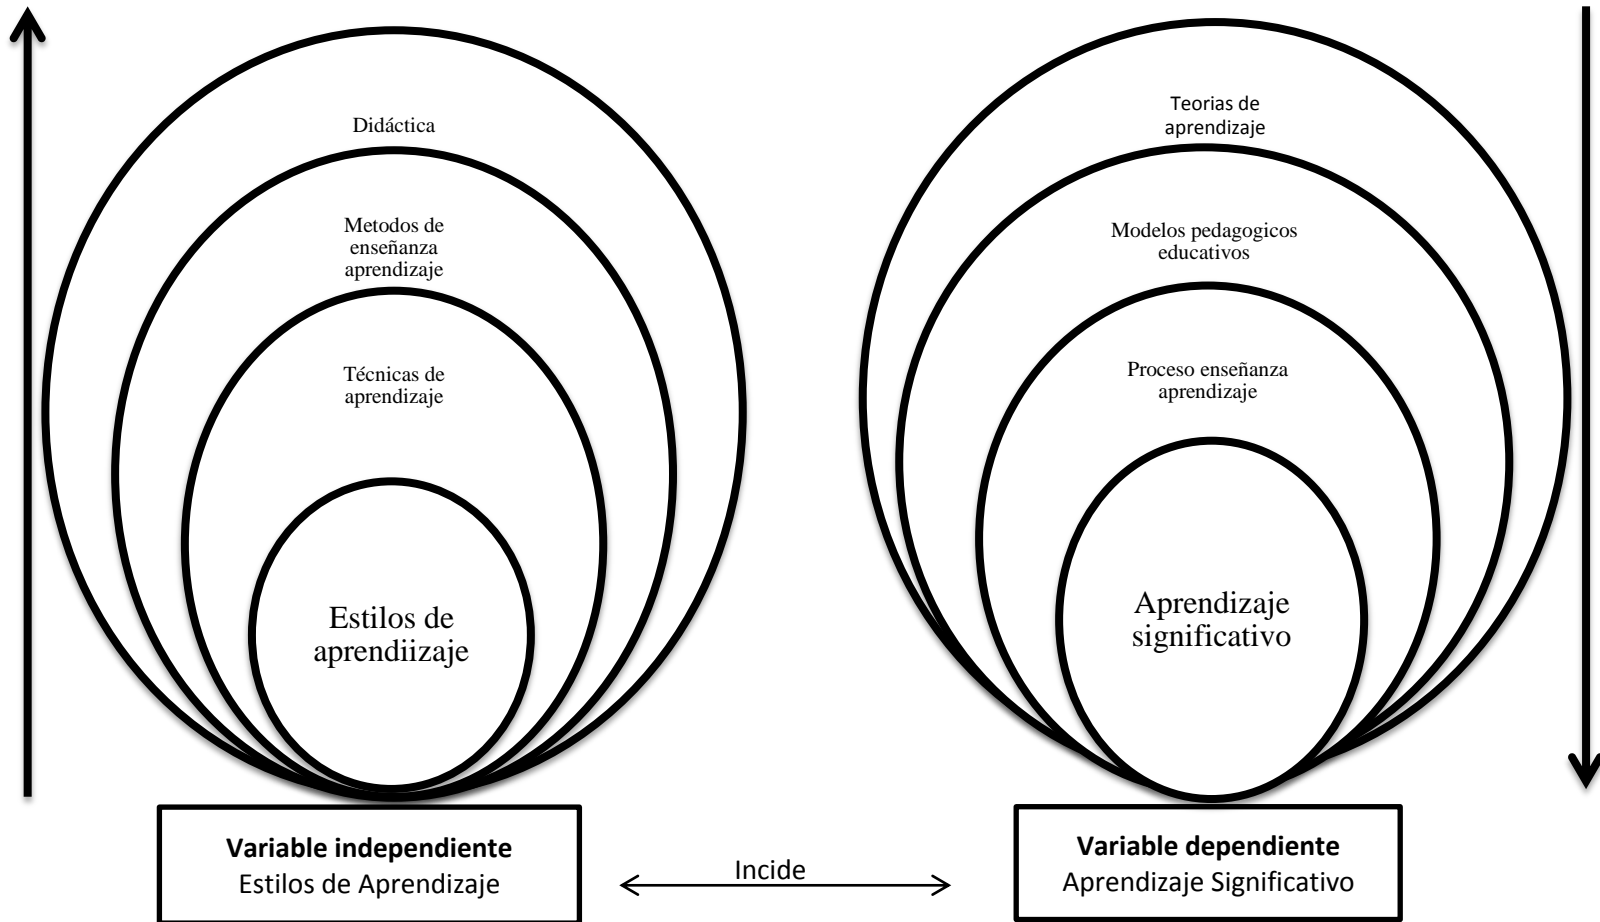 Didáctica
Metodos de
enseñanza
aprendizaje
Técnicas de
aprendizaje
Estilos de
aprendiizaje
Teorias de
aprendizaje
Modelos pedagogicos
educativos
Proceso enseñanza
aprendizaje
Aprendizaje
significativo
Variable independiente
Estilos de Aprendizaje
Incide
Variable dependiente
Aprendizaje Significativo